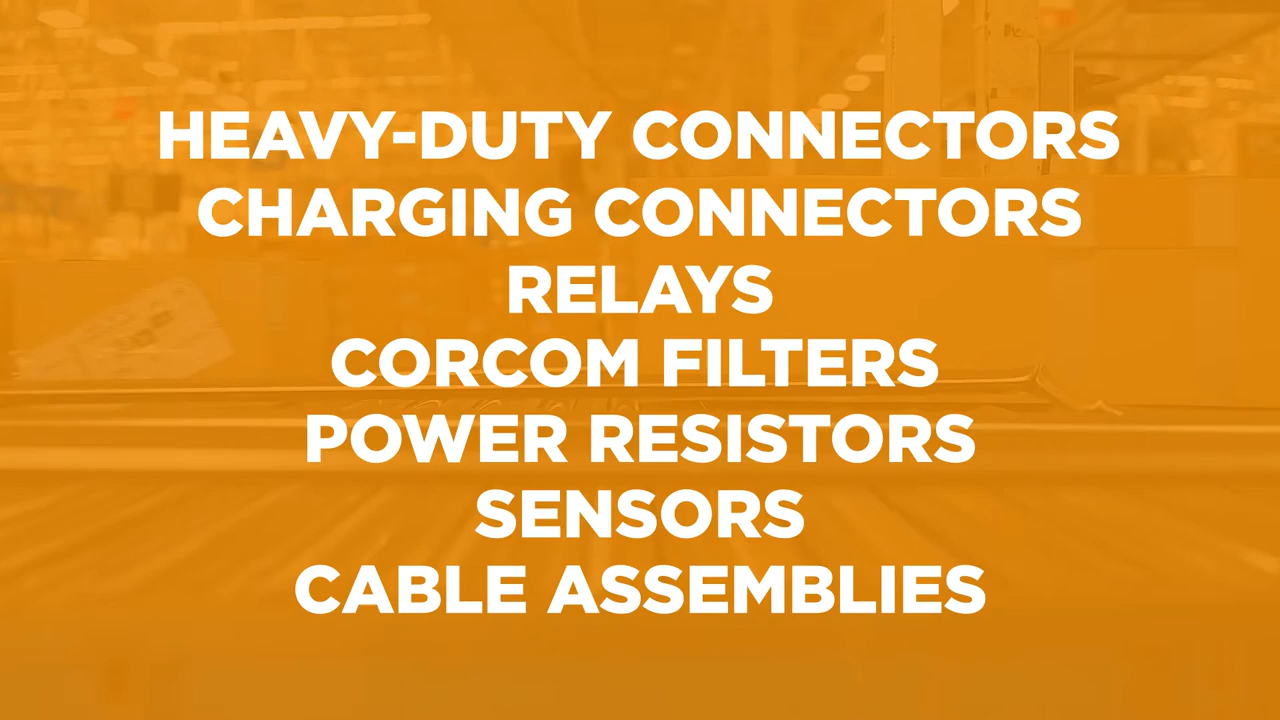 HEAVY-DUTY CONNECTORS
CHARGING CONNECTORS
RELAYS
CORCOM FILTERS
POWER RESISTORS
SENSORS
CABLE ASSEMBLIES